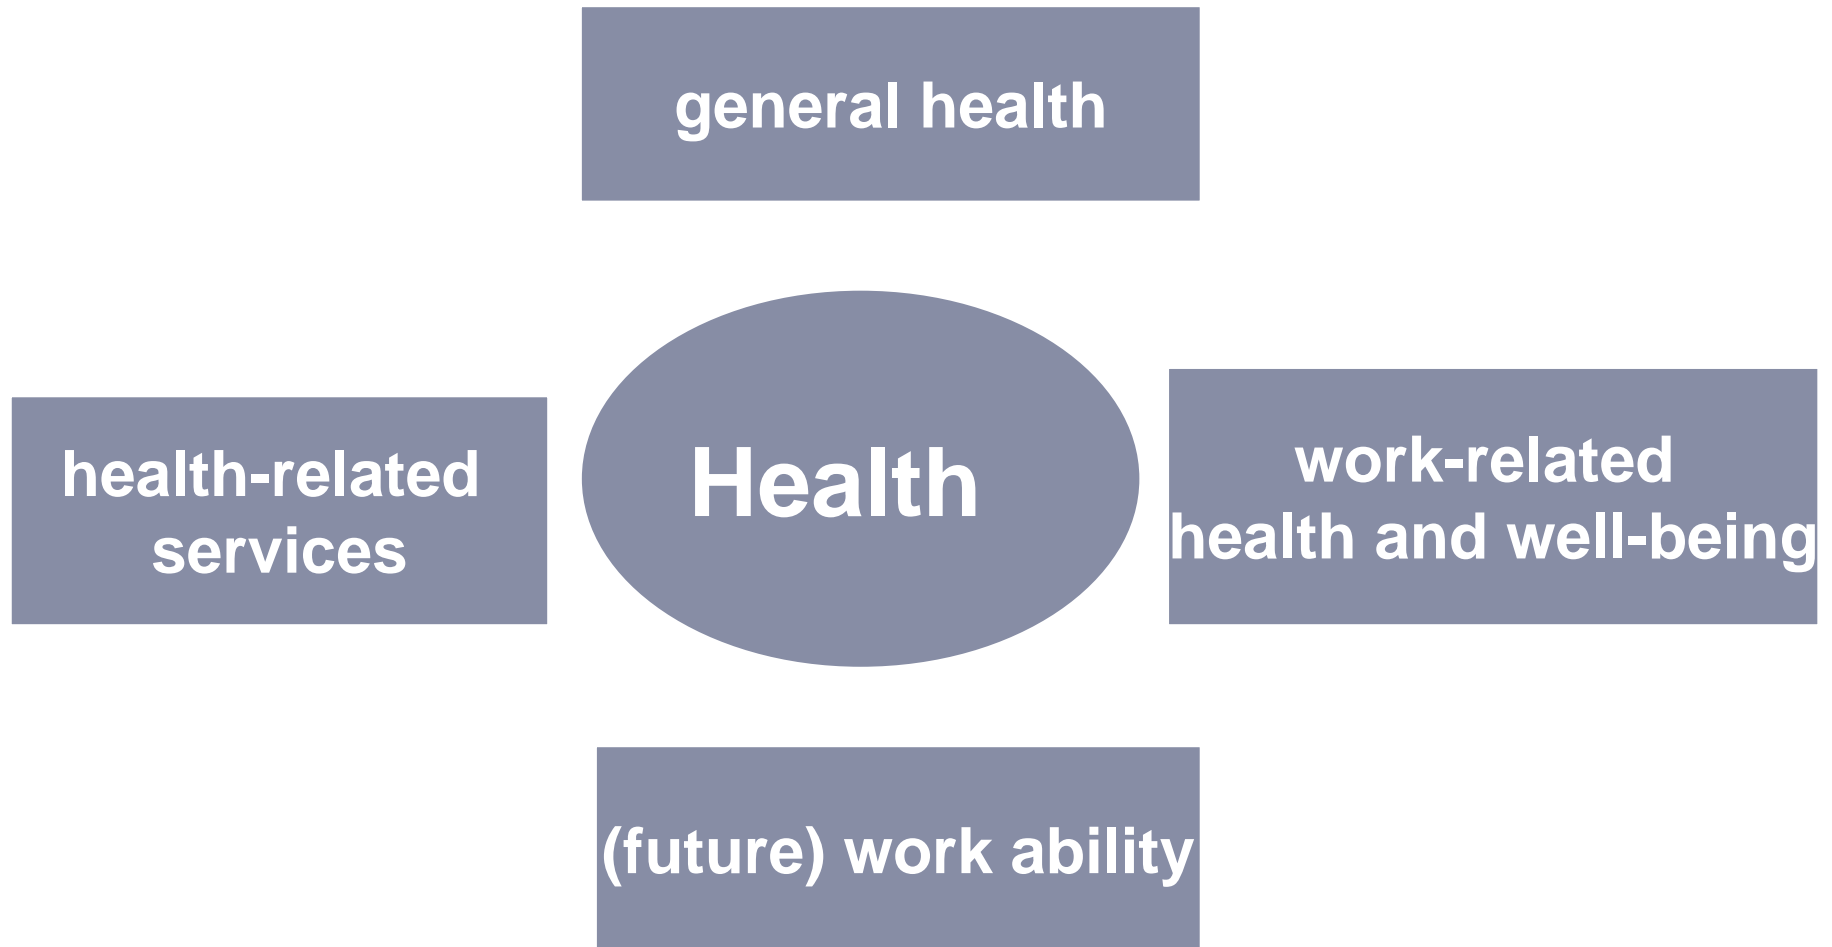 general health
health-related
services
Health
work-related
health and well-being
(future) work ability